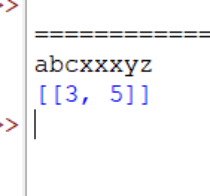 >>
============
abcxxxyz
[[3, 5]]
>>